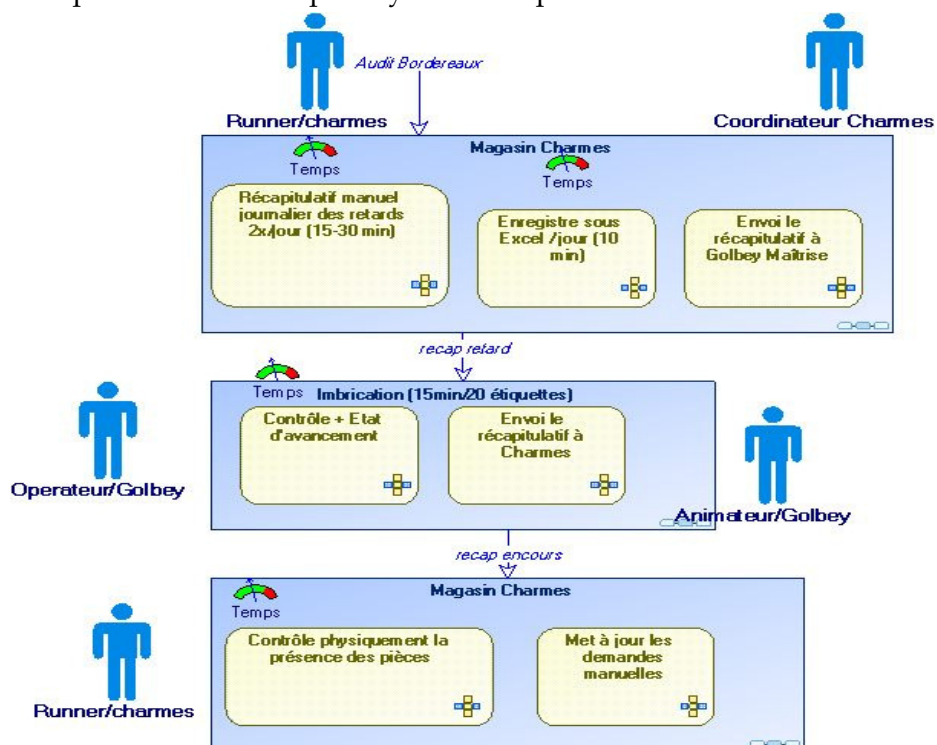 Audit Bordereaux
Runner/charmes
Coordinateur Charmes
Magasin Charmes
Temps
Temps
Récapitulatif manuel
journalier des retards
2x/jour (15-30 min)
Enregistre sous
Excel /jour (10
min)
Envoi le
récapitulatif à
Golbey Maîtrise
recap retard
Temps
Imbrication (15min/20 étiquettes)
Contrôle + Etat
d'avancement
Envoi le
récapitulatif à
Charmes
Operateur/Golbey
Animateur/Golbey
recap encours
Magasin Charmes
Temps
Contrôle physiquement la
présence des pièces
Met à jour les
demandes
manuelles
Runner/charmes